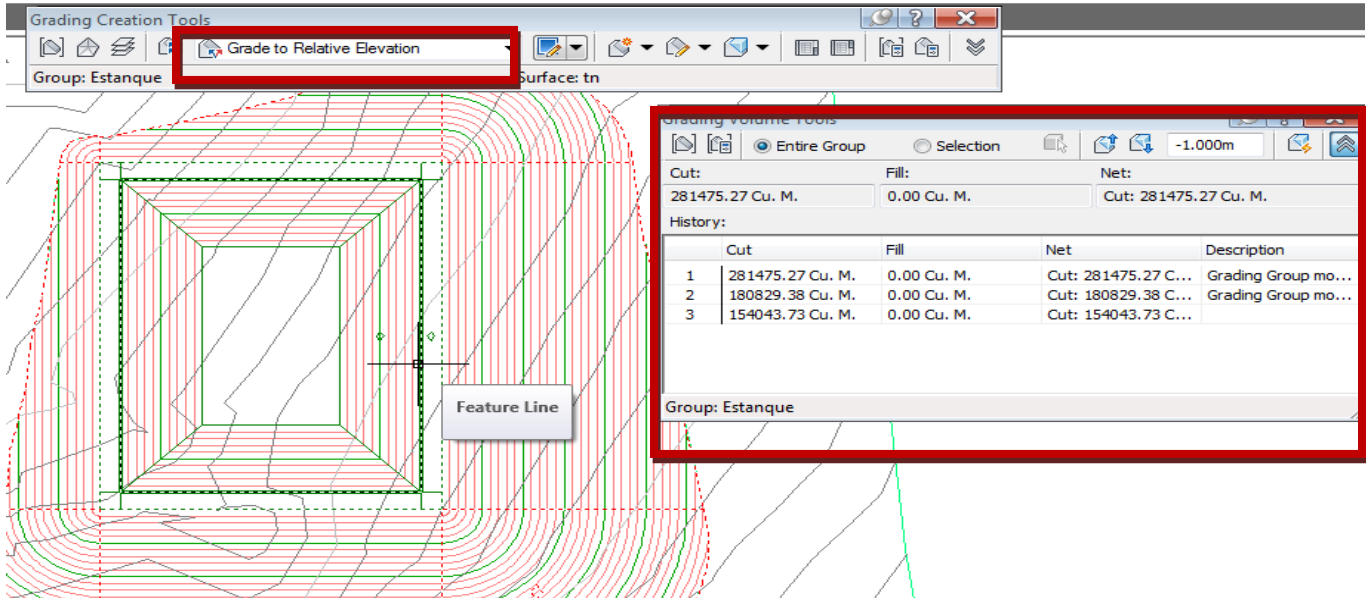 Grading Creation Tools
Grade to Relative Elevation
Group: Estanque
Surface: tn
Grading Volume Tools
Entire Group
Selection
-1.000m
Cut:
Fill:
Net:
281475.27 Cu. M.
0.00 Cu. M.
Cut: 281475.27 Cu. M.
History:
Cut
Fill
Net
Description
1 281475.27 Cu. M. 0.00 Cu. M. Cut: 281475.27 C... Grading Group mo...
2 180829.38 Cu. M. 0.00 Cu. M. Cut: 180829.38 C... Grading Group mo...
3 154043.73 Cu. M. 0.00 Cu. M. Cut: 154043.73 C...
Group: Estanque
Feature Line